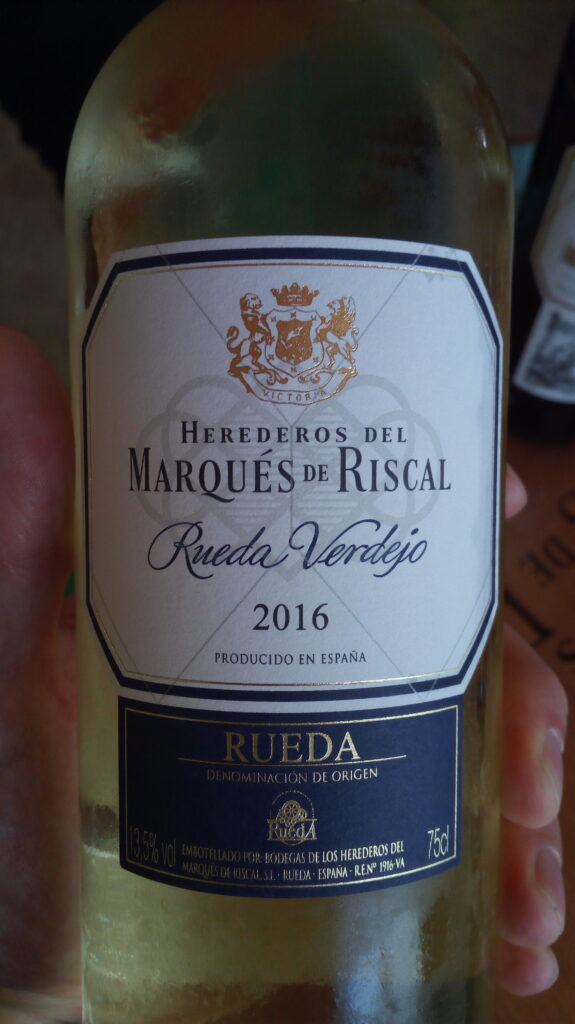 VICTORIA
HEREDEROS DEL
MARQUÉS DE RISCAL
Rueda Verdejo
2016
PRODUCIDO EN ESPAÑA
RUEDA
DENOMINACIÓN DE ORIGEN
RuedA
13,5% vol
EMBOTELLADO POR: BODEGAS DE LOS HEREDEROS DEL
MARQUÉS DE RISCAL, S.L. · RUEDA - ESPAÑA · R.E.Nº 1916-VA
75cl
DE